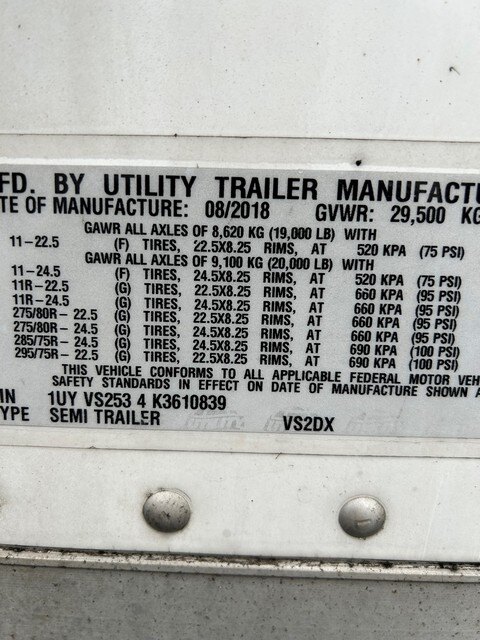 FD. BY UTILITY TRAILER MANUFACTU
TE OF MANUFACTURE: 08/2018 GVWR: 29,500 KG
GAWR ALL AXLES OF 8,620 KG (19,000 LB) WITH
11-22.5 (F) TIRES, 22.5X8.25 RIMS, AT 520 KPA (75 PSI)
GAWR ALL AXLES OF 9,100 KG (20,000 LB) WITH
11-24.5 (F) TIRES, 24.5X8.25 RIMS, AT 520 KPA (75 PSI)
11R-22.5 (G) TIRES, 22.5X8.25 RIMS, AT 660 KPA (95 PSI)
11R-24.5 (G) TIRES, 24.5X8.25 RIMS, AT 660 KPA (95 PSI)
275/80R-22.5 (G) TIRES, 22.5X8.25 RIMS, AT 660 KPA (95 PSI)
275/80R-24.5 (G) TIRES, 24.5X8.25 RIMS, AT 660 KPA (95 PSI)
285/75R-24.5 (G) TIRES, 24.5X8.25 RIMS, AT 690 KPA (100 PSI)
295/75R-22.5 (G) TIRES, 22.5X8.25 RIMS, AT 690 KPA (100 PSI)
THIS VEHICLE CONFORMS TO ALL APPLICABLE FEDERAL MOTOR VEH
SAFETY STANDARDS IN EFFECT ON DATE OF MANUFACTURE SHOWN A
IN 1UY VS253 4 K3610839
YPE SEMI TRAILER VS2DX